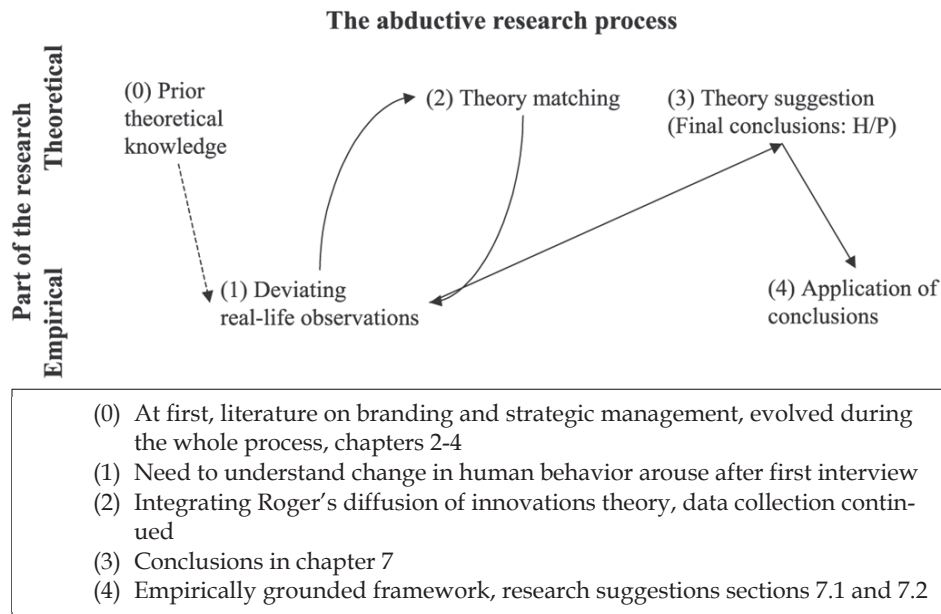 The abductive research process
Part of the research
Theoretical
Empirical
(0) Prior
theoretical
knowledge
(2) Theory matching
(3) Theory suggestion
(Final conclusions: H/P)
(1) Deviating
real-life observations
(4) Application of
conclusions
(0) At first, literature on branding and strategic management, evolved during
the whole process, chapters 2-4
(1) Need to understand change in human behavior arouse after first interview
(2) Integrating Roger's diffusion of innovations theory, data collection contin-
ued
(3) Conclusions in chapter 7
(4) Empirically grounded framework, research suggestions sections 7.1 and 7.2